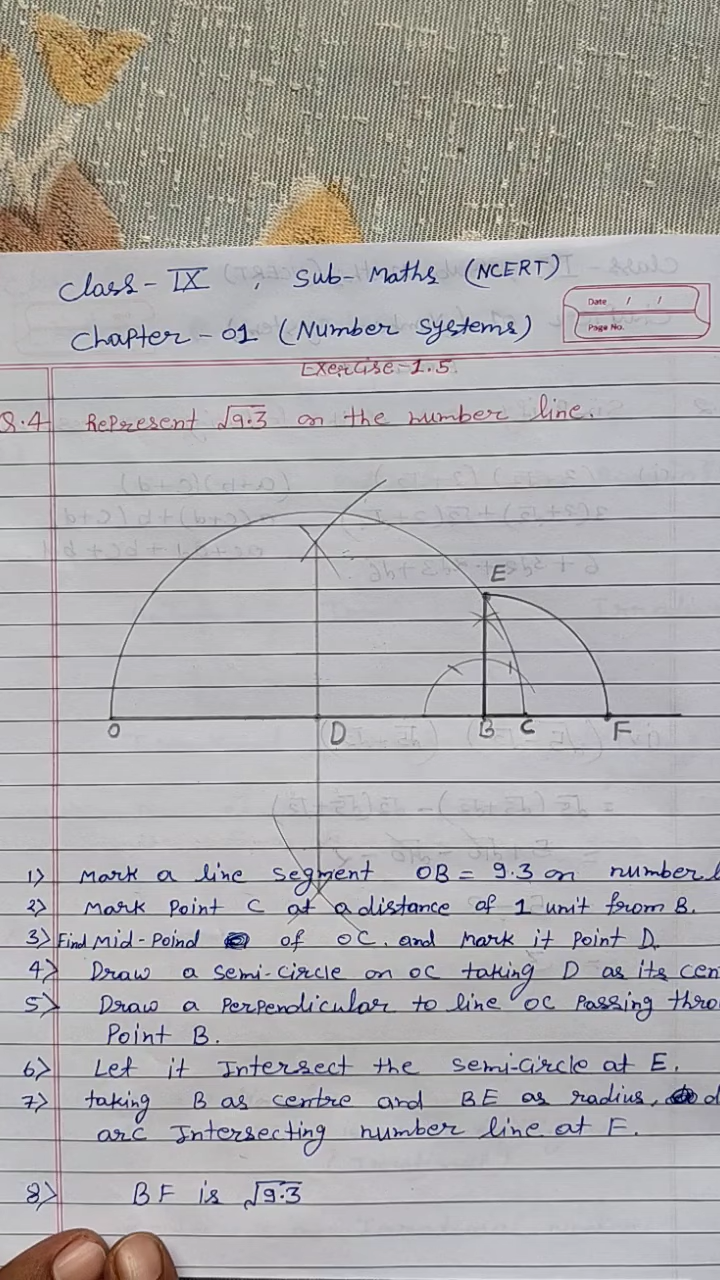 Class - IX , Sub - Maths (NCERT)
Chapter - 01 (Number Systems)
Date / /
Page No.
Exercise - 1.5
Q.4 Represent √9.3 on the number line.
E
O D B C F
1) Mark a line segment OB = 9.3 on number
2) Mark Point C at a distance of 1 unit from B.
3) Find Mid-Poind of OC. and Mark it Point D.
4) Draw a semi-circle on OC taking D as its cen
5) Draw a Perpendicular to line OC Passing thro
Point B.
6) Let it Intersect the semi-circle at E.
7) taking B as centre and BE as radius, d
arc Intersecting number line at F.
8) BF is √9.3